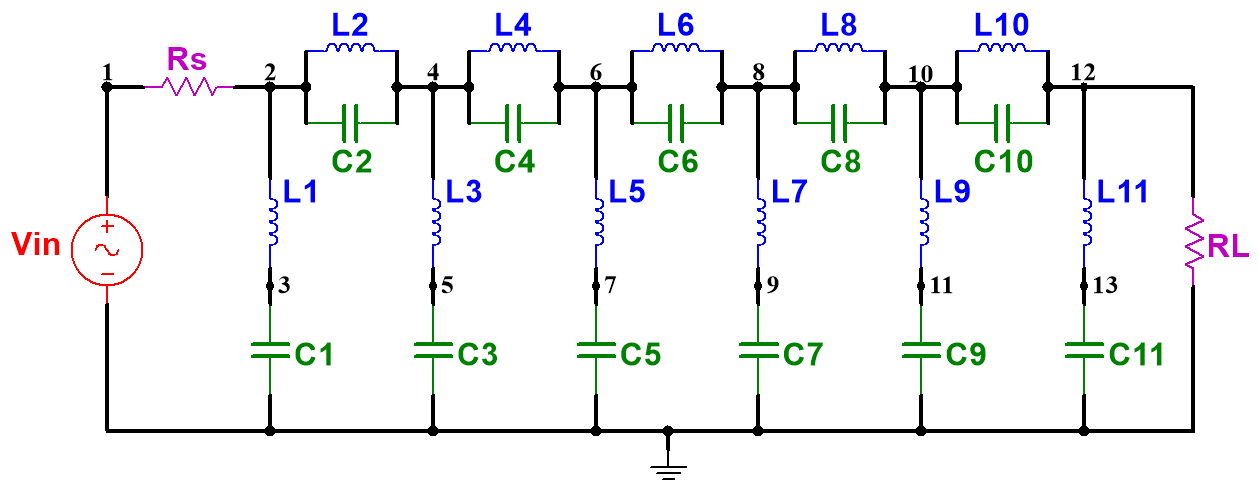 L2 L4 L6 L8 L10
Rs
1 2 4 6 8 10 12
C2 C4 C6 C8 C10
L1 L3 L5 L7 L9 L11
Vin
+
−
RL
3 5 7 9 11 13
C1 C3 C5 C7 C9 C11